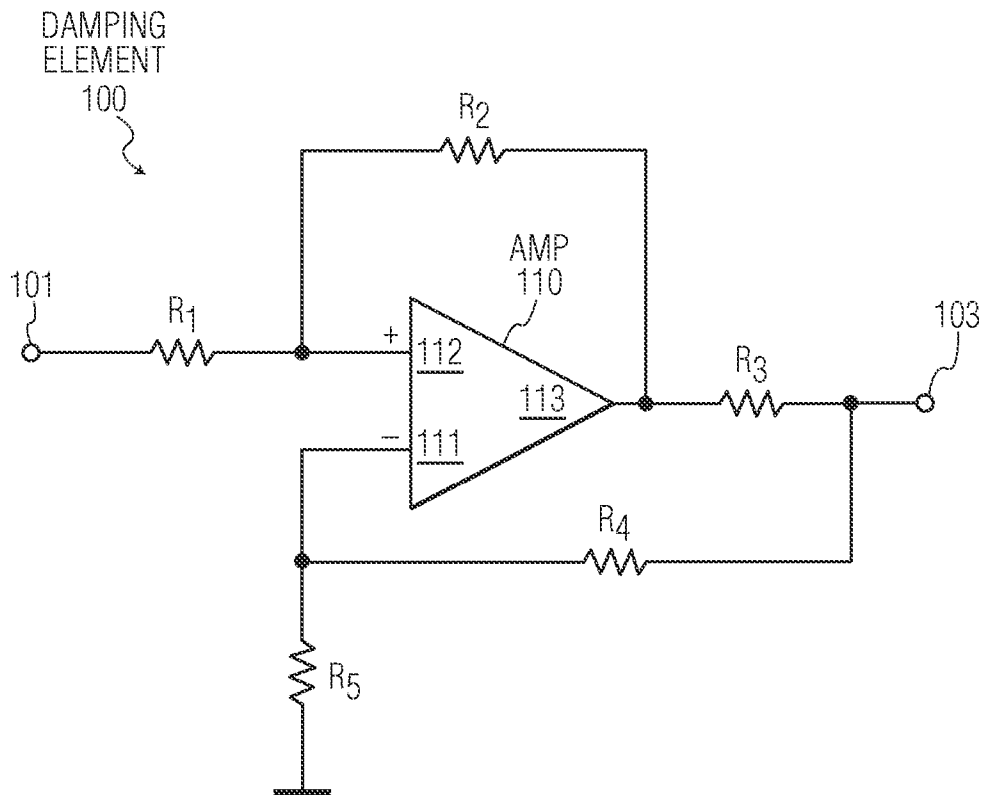 DAMPING
ELEMENT
100
R2
AMP
110
101
R1
103
+
112
R3
113
−
111
R4
R5